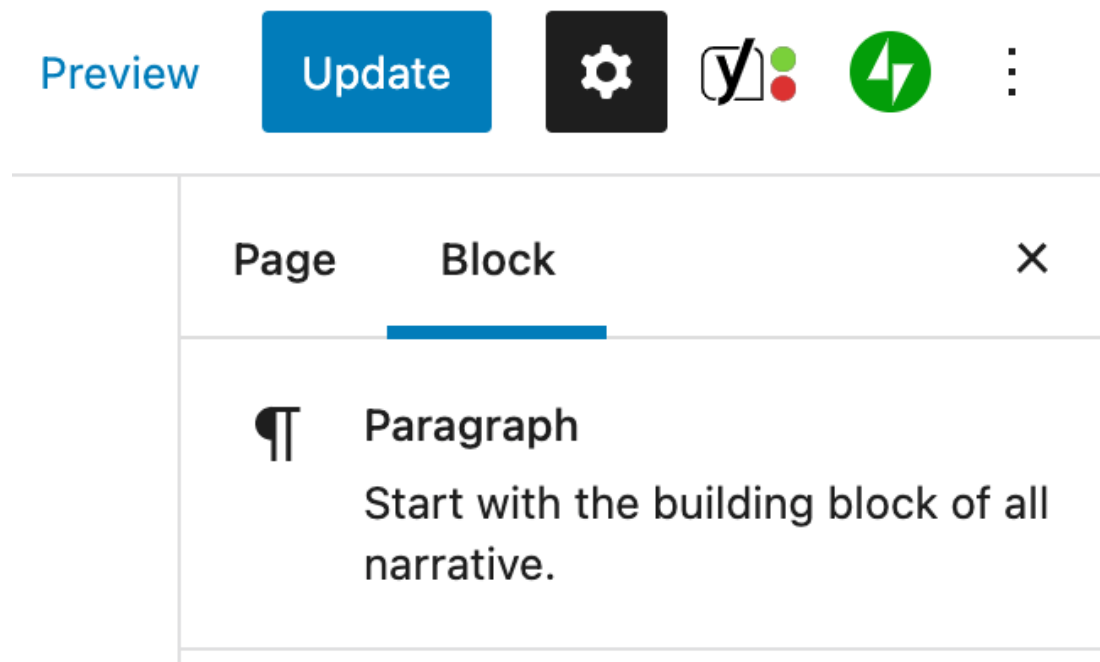 Preview Update
Page Block
Paragraph
Start with the building block of all
narrative.